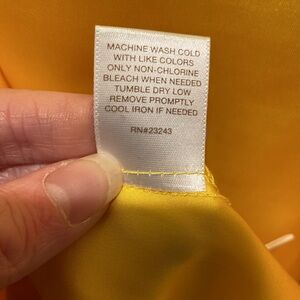 MACHINE WASH COLD
WITH LIKE COLORS
ONLY NON-CHLORINE
BLEACH WHEN NEEDED
TUMBLE DRY LOW
REMOVE PROMPTLY
COOL IRON IF NEEDED
RN#23243